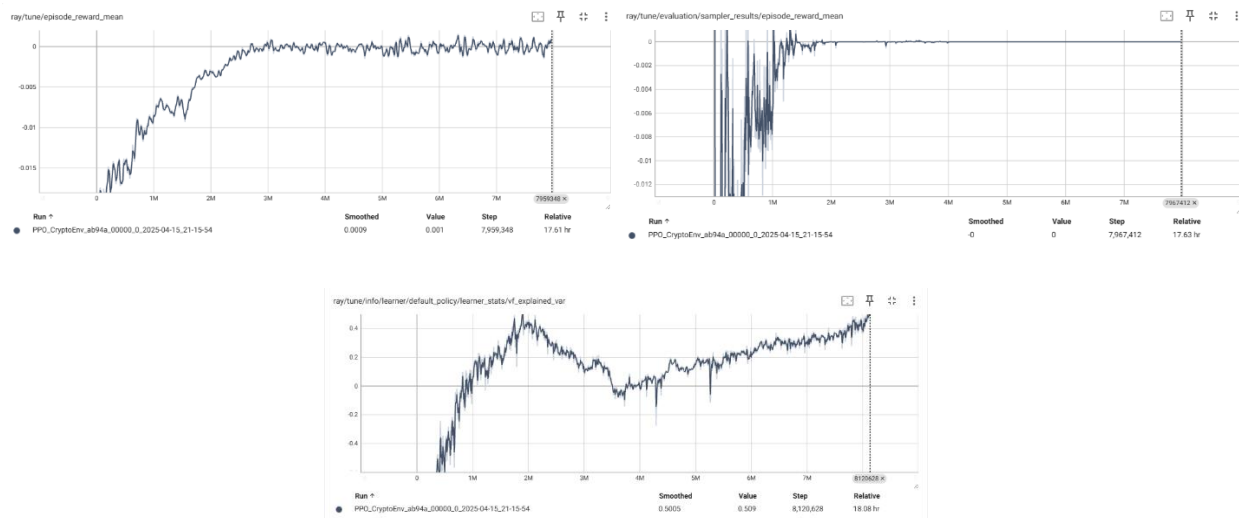 ray/tune/episode_reward_mean
0
-0.005
-0.01
-0.015
0 1M 2M 3M 4M 5M 6M 7M 7959348 ×
Run ↑ Smoothed Value Step Relative
PPO_CryptoEnv_ab94a_00000_0_2025-04-15_21-15-54 0.0009 0.001 7,959,348 17.61 hr
ray/tune/evaluation/sampler_results/episode_reward_mean
0
-0.002
-0.004
-0.006
-0.008
-0.01
-0.012
0 1M 2M 3M 4M 5M 6M 7M 7967412 ×
Run ↑ Smoothed Value Step Relative
PPO_CryptoEnv_ab94a_00000_0_2025-04-15_21-15-54 -0 0 7,967,412 17.63 hr
ray/tune/info/learner/default_policy/learner_stats/vf_explained_var
0.4
0.2
0
-0.2
-0.4
0 1M 2M 3M 4M 5M 6M 7M 8120628 ×
Run ↑ Smoothed Value Step Relative
PPO_CryptoEnv_ab94a_00000_0_2025-04-15_21-15-54 0.5005 0.509 8,120,628 18.08 hr